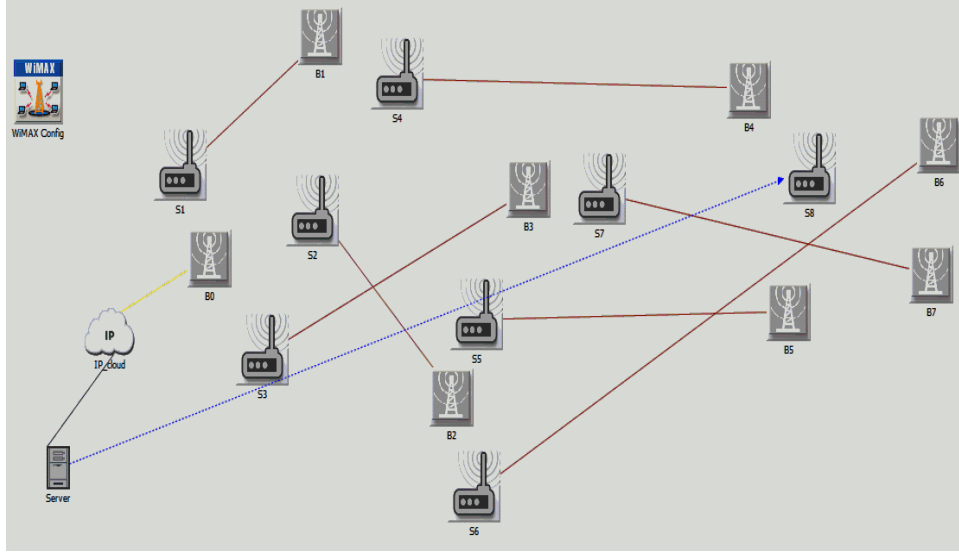 WiMAX
WiMAX Config
B1
S4
B4
S1
B6
S8
B3
S7
S2
B0
B7
IP
IP_cloud
B5
S5
S3
B2
Server
S6